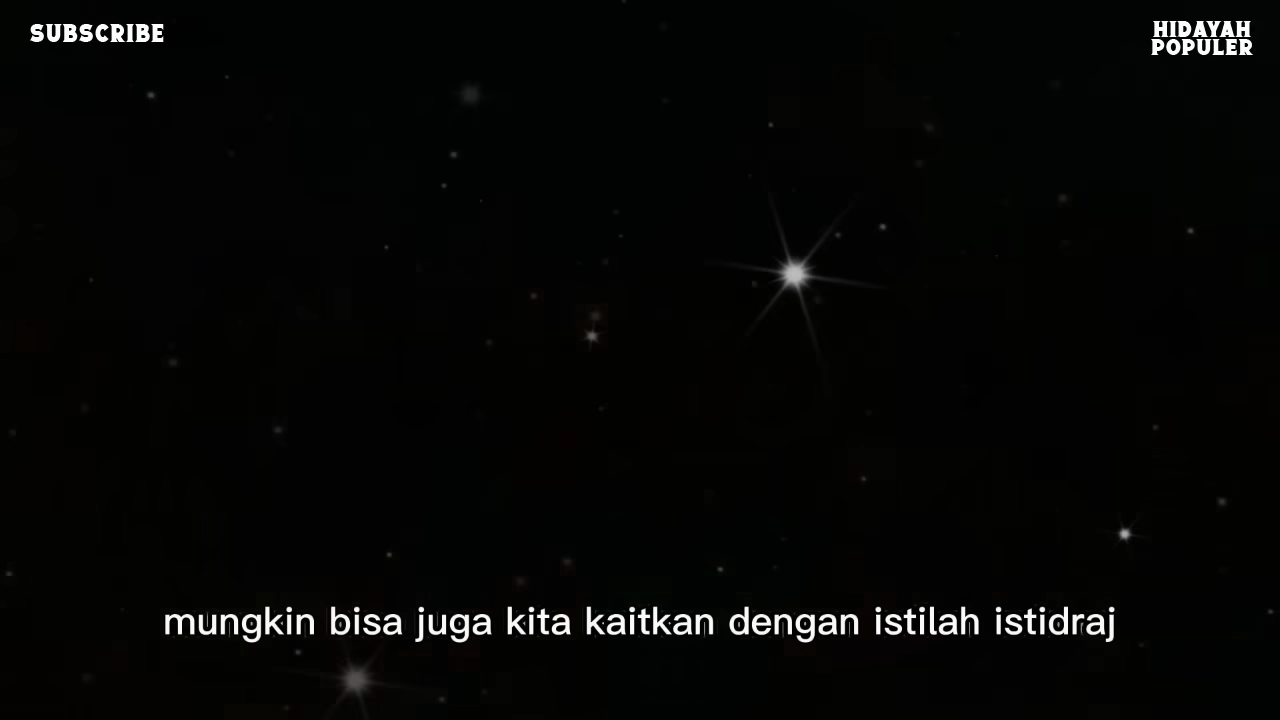 SUBSCRIBE
HIDAYAH
POPULER
mungkin bisa juga kita kaitkan dengan istilah istidraj